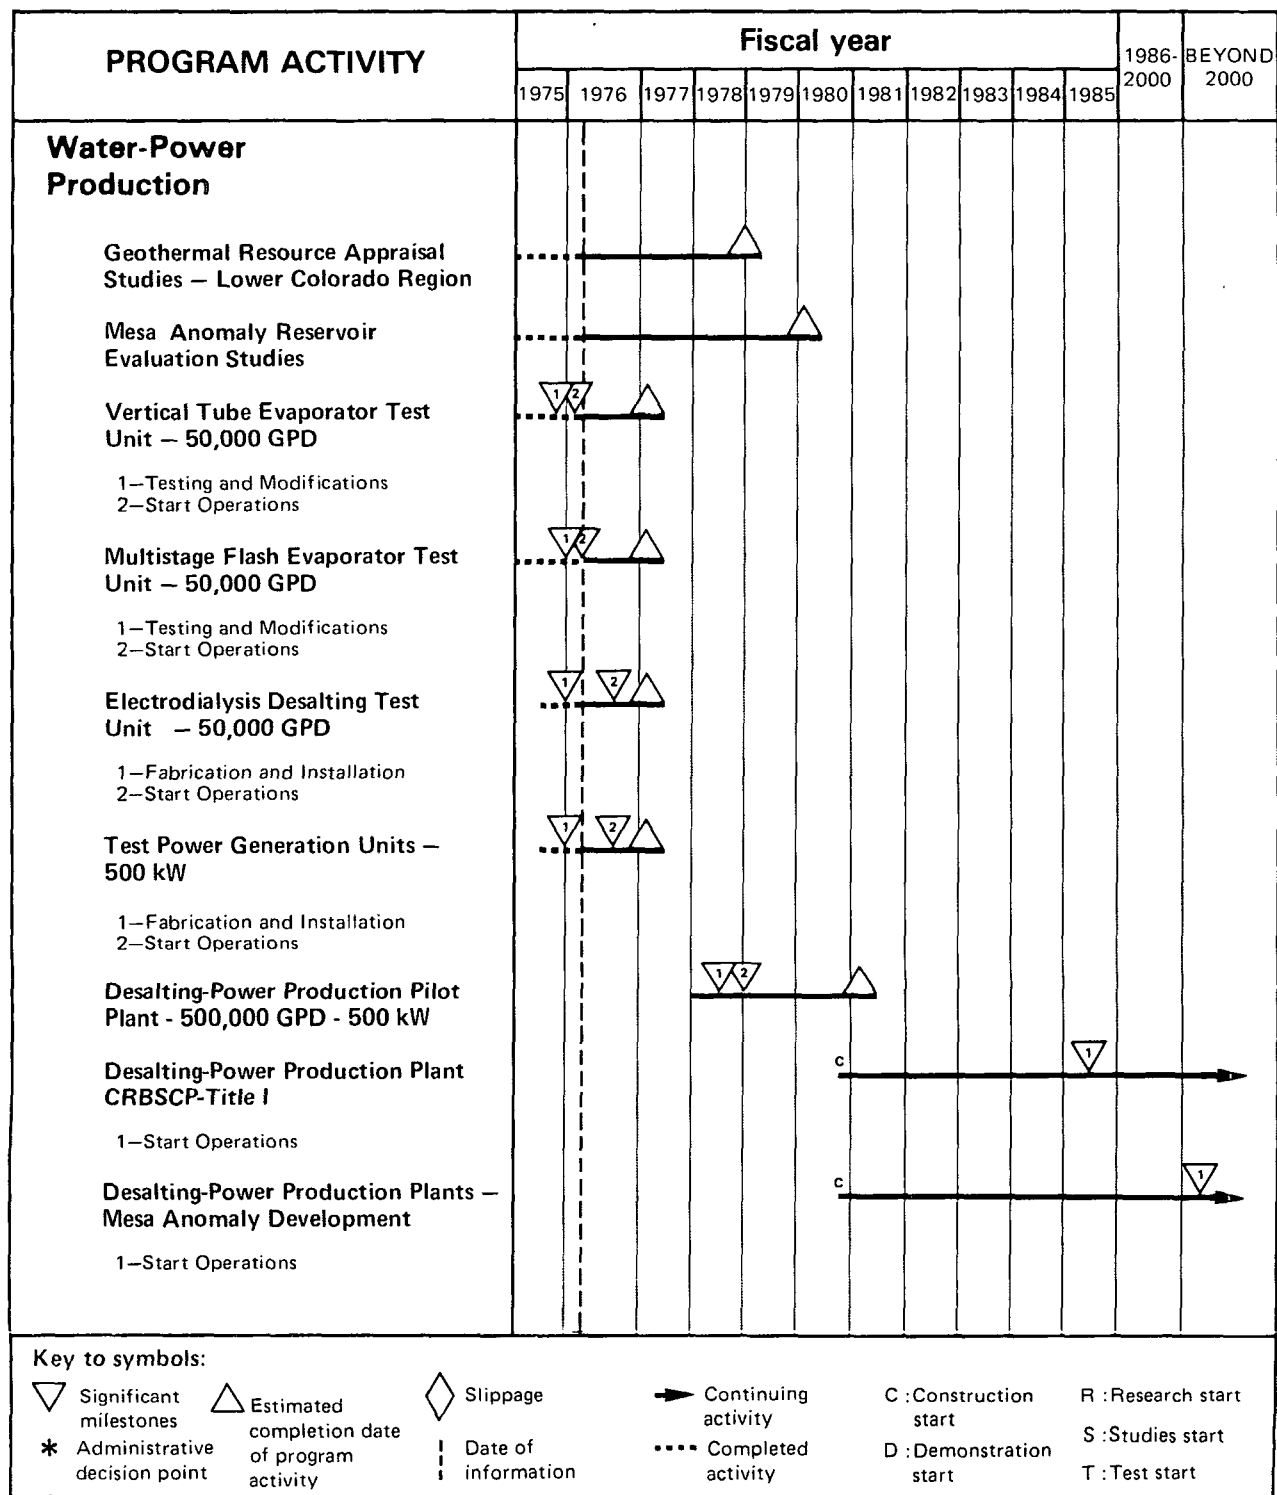 PROGRAM ACTIVITY
Fiscal year
1986-
2000
BEYOND
2000
1975 1976 1977 1978 1979 1980 1981 1982 1983 1984 1985
Water-Power
Production
Geothermal Resource Appraisal
Studies — Lower Colorado Region
Mesa Anomaly Reservoir
Evaluation Studies
1 2
Vertical Tube Evaporator Test
Unit — 50,000 GPD
1—Testing and Modifications
2—Start Operations
1 2
Multistage Flash Evaporator Test
Unit — 50,000 GPD
1—Testing and Modifications
2—Start Operations
1 2
Electrodialysis Desalting Test
Unit — 50,000 GPD
1—Fabrication and Installation
2—Start Operations
1 2
Test Power Generation Units —
500 kW
1—Fabrication and Installation
2—Start Operations
1 2
Desalting-Power Production Pilot
Plant - 500,000 GPD - 500 kW
C 1
Desalting-Power Production Plant
CRBSCP-Title I
1—Start Operations
C 1
Desalting-Power Production Plants —
Mesa Anomaly Development
1—Start Operations
Key to symbols:
Significant
milestones
* Administrative
decision point
Estimated
completion date
of program
activity
Slippage
Date of
information
Continuing
activity
Completed
activity
C : Construction
start
D : Demonstration
start
R : Research start
S : Studies start
T : Test start